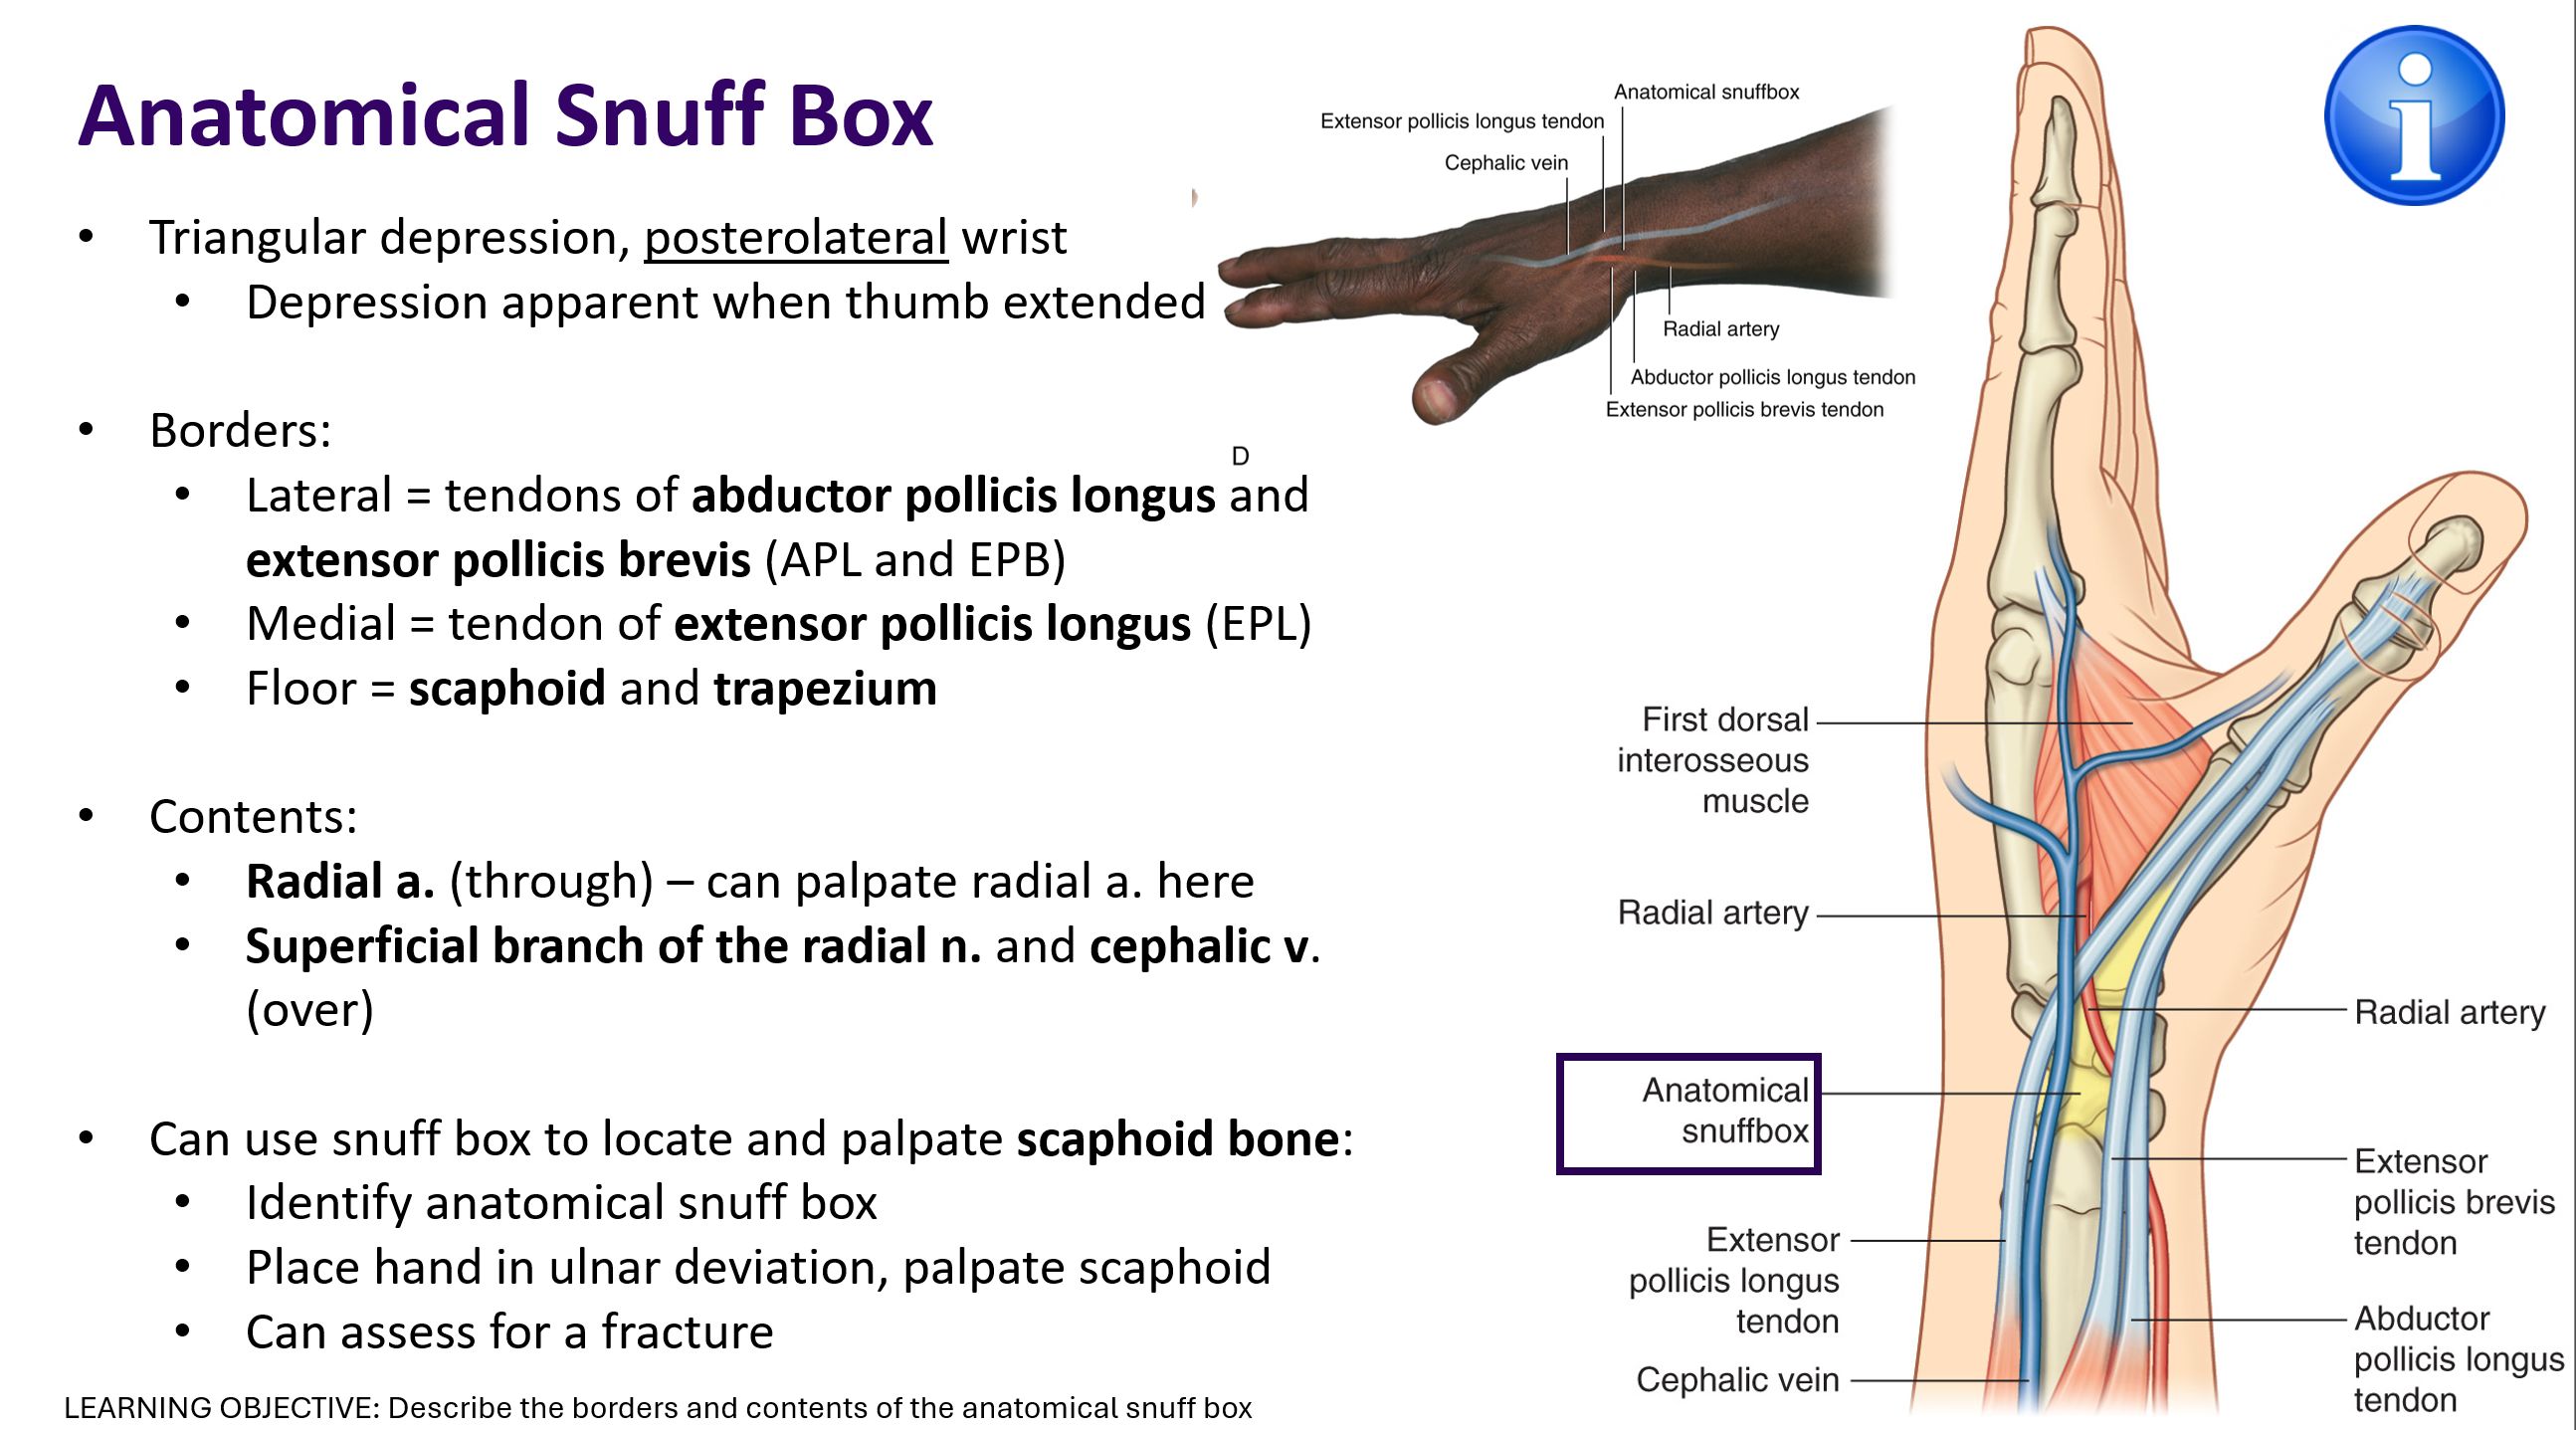 Anatomical Snuff Box
• Triangular depression, posterolateral wrist
• Depression apparent when thumb extended
• Borders:
• Lateral = tendons of abductor pollicis longus and
extensor pollicis brevis (APL and EPB)
• Medial = tendon of extensor pollicis longus (EPL)
• Floor = scaphoid and trapezium
• Contents:
• Radial a. (through) – can palpate radial a. here
• Superficial branch of the radial n. and cephalic v.
(over)
• Can use snuff box to locate and palpate scaphoid bone:
• Identify anatomical snuff box
• Place hand in ulnar deviation, palpate scaphoid
• Can assess for a fracture
LEARNING OBJECTIVE: Describe the borders and contents of the anatomical snuff box
Anatomical snuffbox
Extensor pollicis longus tendon
Cephalic vein
Radial artery
Abductor pollicis longus tendon
Extensor pollicis brevis tendon
D
i
First dorsal
interosseous
muscle
Radial artery
Anatomical
snuffbox
Extensor
pollicis longus
tendon
Cephalic vein
Radial artery
Extensor
pollicis brevis
tendon
Abductor
pollicis longus
tendon